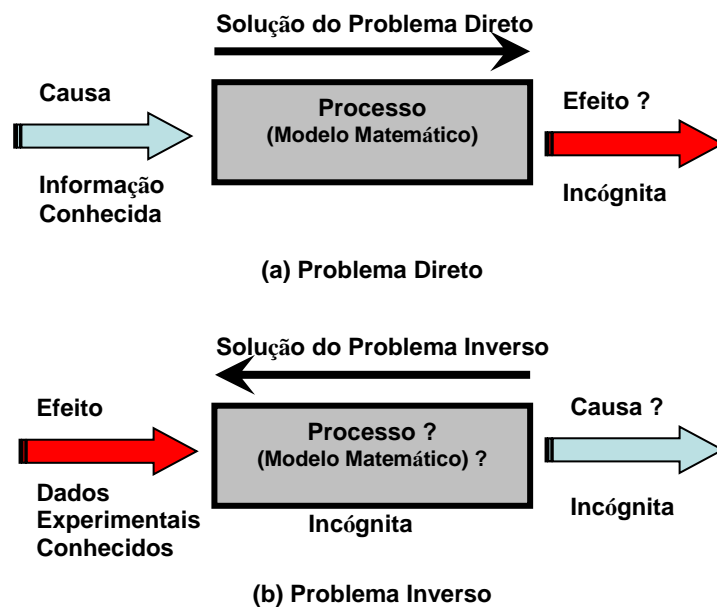 Solução do Problema Direto
Causa
Processo
(Modelo Matemático)
Efeito ?
Informação
Conhecida
Incógnita
(a) Problema Direto
Solução do Problema Inverso
Efeito
Processo ?
(Modelo Matemático) ?
Causa ?
Dados
Experimentais
Conhecidos
Incógnita
Incógnita
(b) Problema Inverso